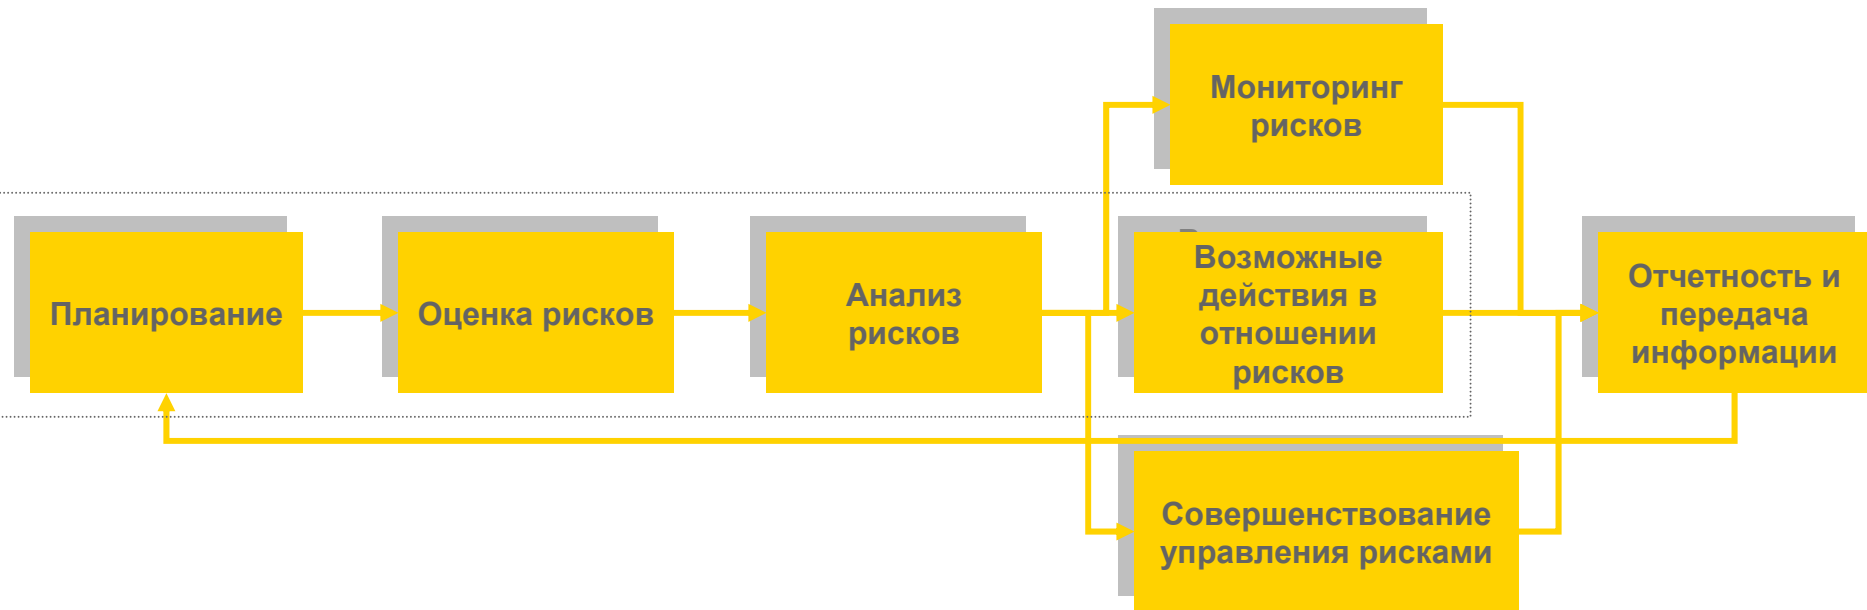 Мониторинг
рисков
Планирование
Оценка рисков
Анализ
рисков
Возможные
действия в
отношении
рисков
Отчетность и
передача
информации
Совершенствование
управления рисками